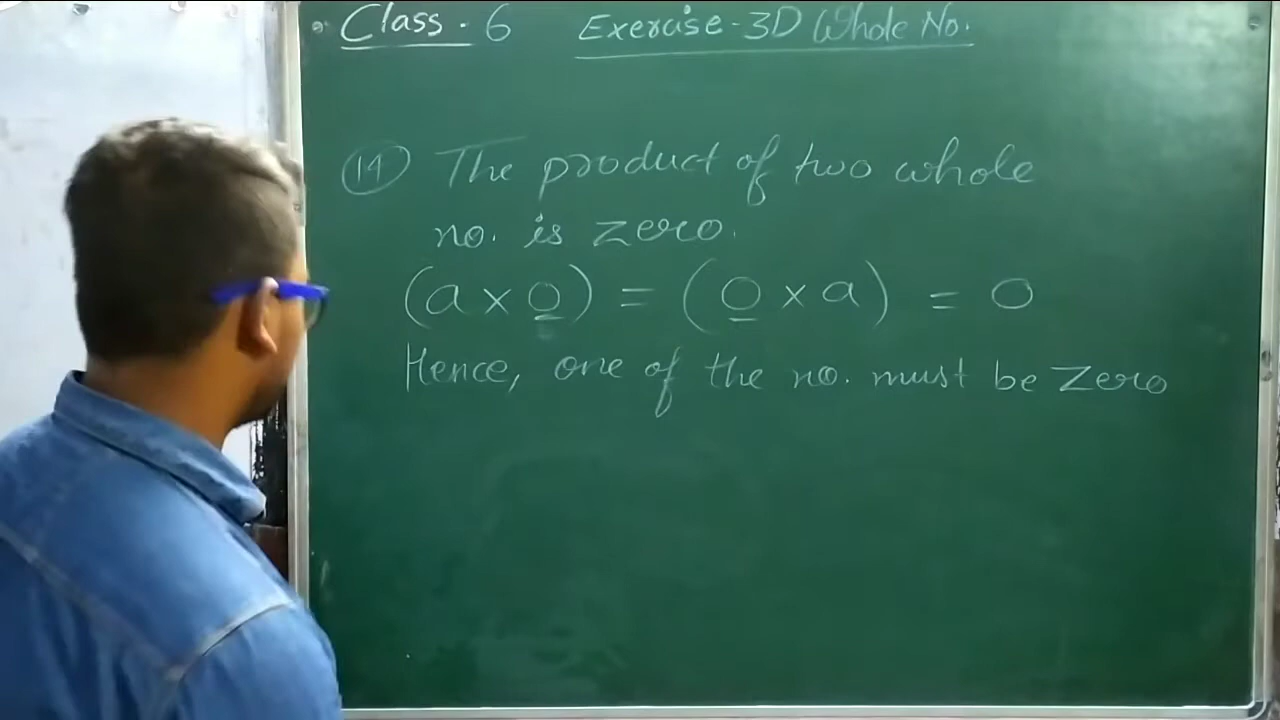 Class. 6 Exercise-3D Whole No.
(14) The product of two whole
no. is zero.
(a × 0) = (0 × a) = 0
Hence, one of the no. must be Zero